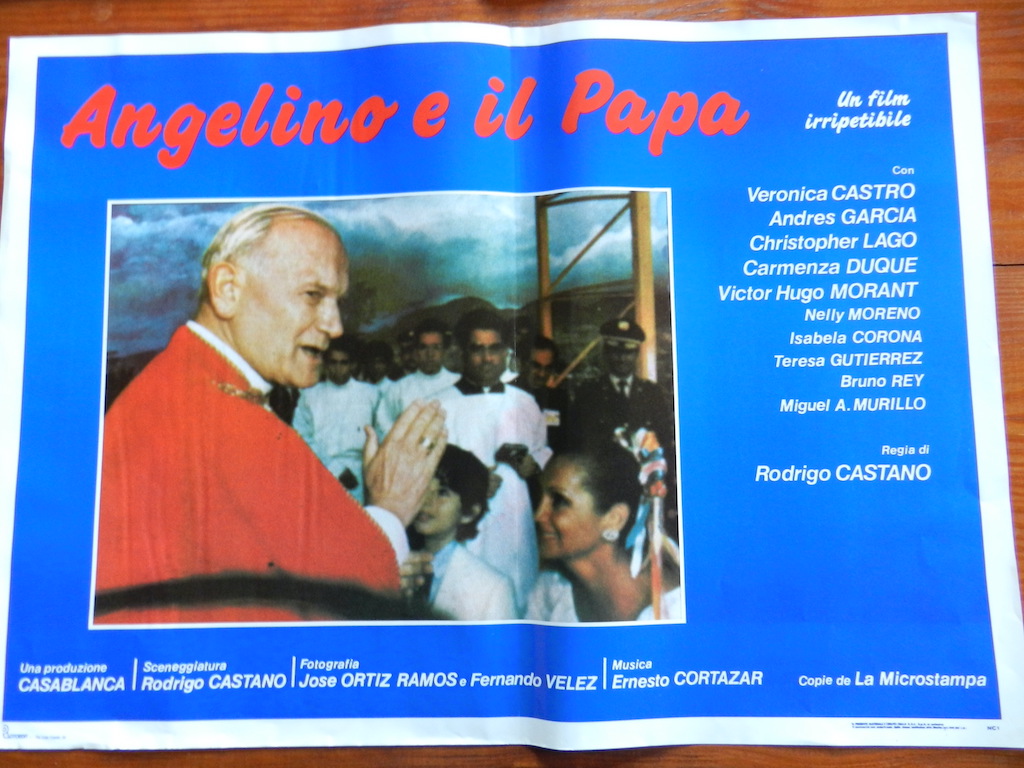 Angelino e il Papa
Un film
irripetibile
Con
Veronica CASTRO
Andres GARCIA
Christopher LAGO
Carmenza DUQUE
Victor Hugo MORANT
Nelly MORENO
Isabela CORONA
Teresa GUTIERREZ
Bruno REY
Miguel A. MURILLO
Regia di
Rodrigo CASTANO
Una produzione
CASABLANCA
Sceneggiatura
Rodrigo CASTANO
Fotografia
Jose ORTIZ RAMOS e Fernando VELEZ
Musica
Ernesto CORTAZAR
Copie de La Microstampa